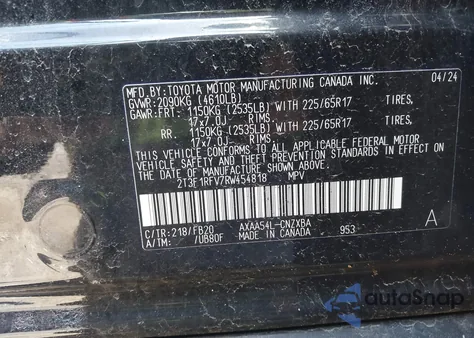 MFD. BY: TOYOTA MOTOR MANUFACTURING CANADA INC. 04/24
GVWR: 2090KG (4610LB)
GAWR: FRT. 1150KG (2535LB) WITH 225/65R17 TIRES,
17x7.0J RIMS,
RR. 1150KG (2535LB) WITH 225/65R17 TIRES,
17x7.0J RIMS,
THIS VEHICLE CONFORMS TO ALL APPLICABLE FEDERAL MOTOR
VEHICLE SAFETY AND THEFT PREVENTION STANDARDS IN EFFECT ON
THE DATE OF MANUFACTURE SHOWN ABOVE.
2T3F1RFV7RW454818 MPV
C/TR: 218/FB20 AXAA54L-CNZXBA A
A/TM: /UB80F MADE IN CANADA 953
autoSnap